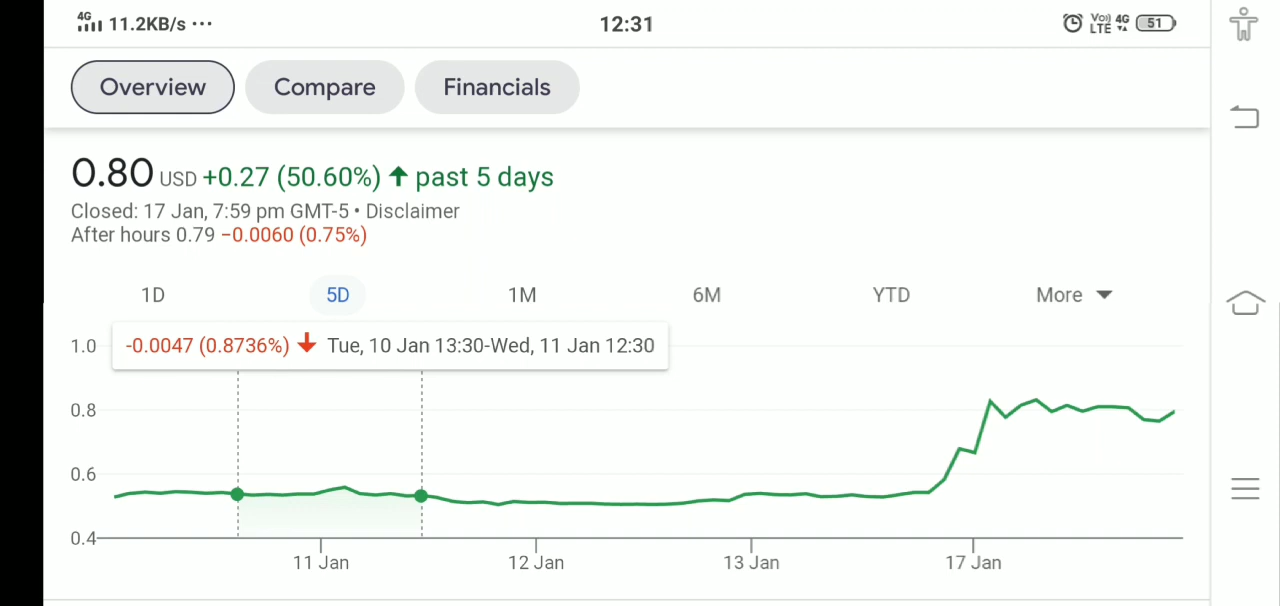 4G 11.2KB/s ··· 12:31 Vo)) LTE 4G 51
Overview Compare Financials
0.80 USD +0.27 (50.60%) ↑ past 5 days
Closed: 17 Jan, 7:59 pm GMT-5 • Disclaimer
After hours 0.79 −0.0060 (0.75%)
1D 5D 1M 6M YTD More
-0.0047 (0.8736%) ↓ Tue, 10 Jan 13:30-Wed, 11 Jan 12:30
1.0
0.8
0.6
0.4
11 Jan 12 Jan 13 Jan 17 Jan